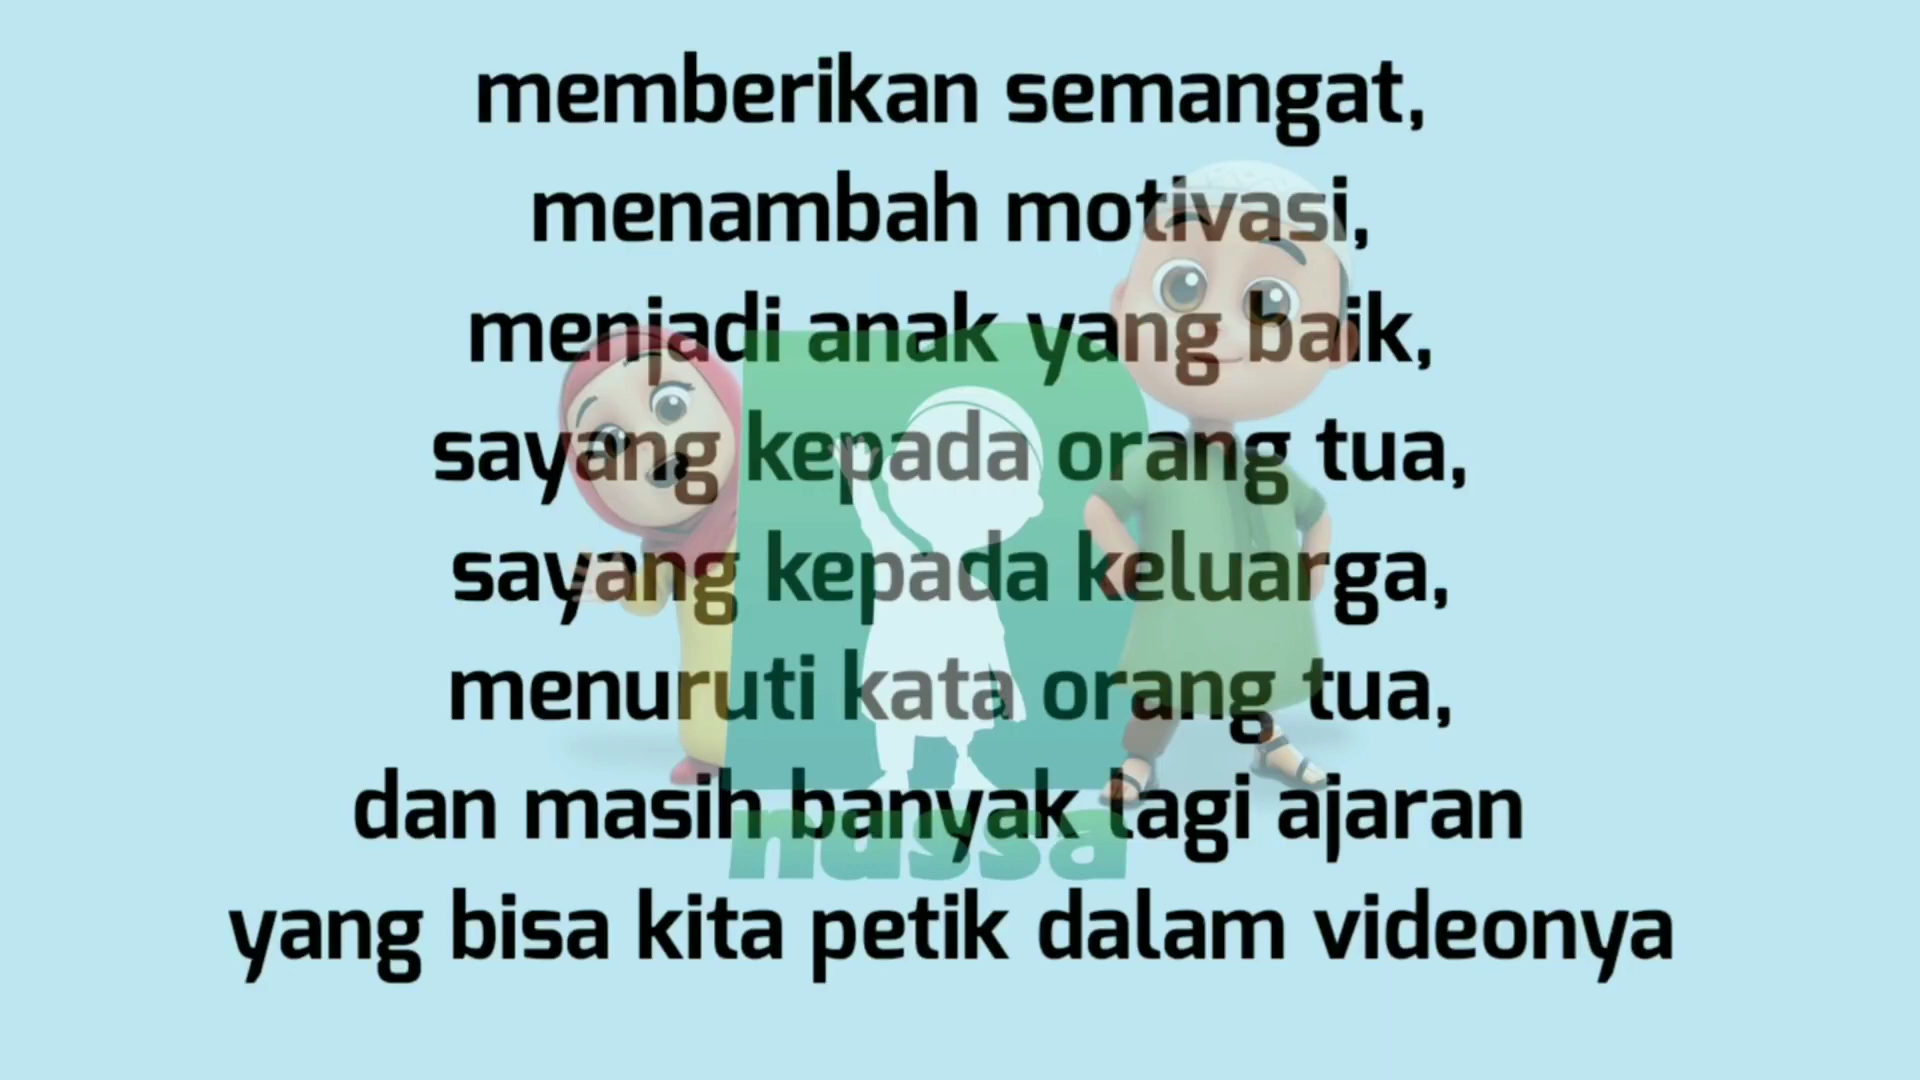 memberikan semangat,
menambah motivasi,
menjadi anak yang baik,
sayang kepada orang tua,
sayang kepada keluarga,
menuruti kata orang tua,
dan masih banyak lagi ajaran
nussa
yang bisa kita petik dalam videonya